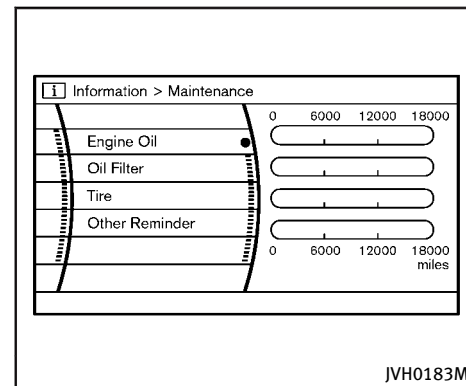 i Information > Maintenance
0 6000 12000 18000
Engine Oil
Oil Filter
Tire
Other Reminder
0 6000 12000 18000
miles
JVH0183M